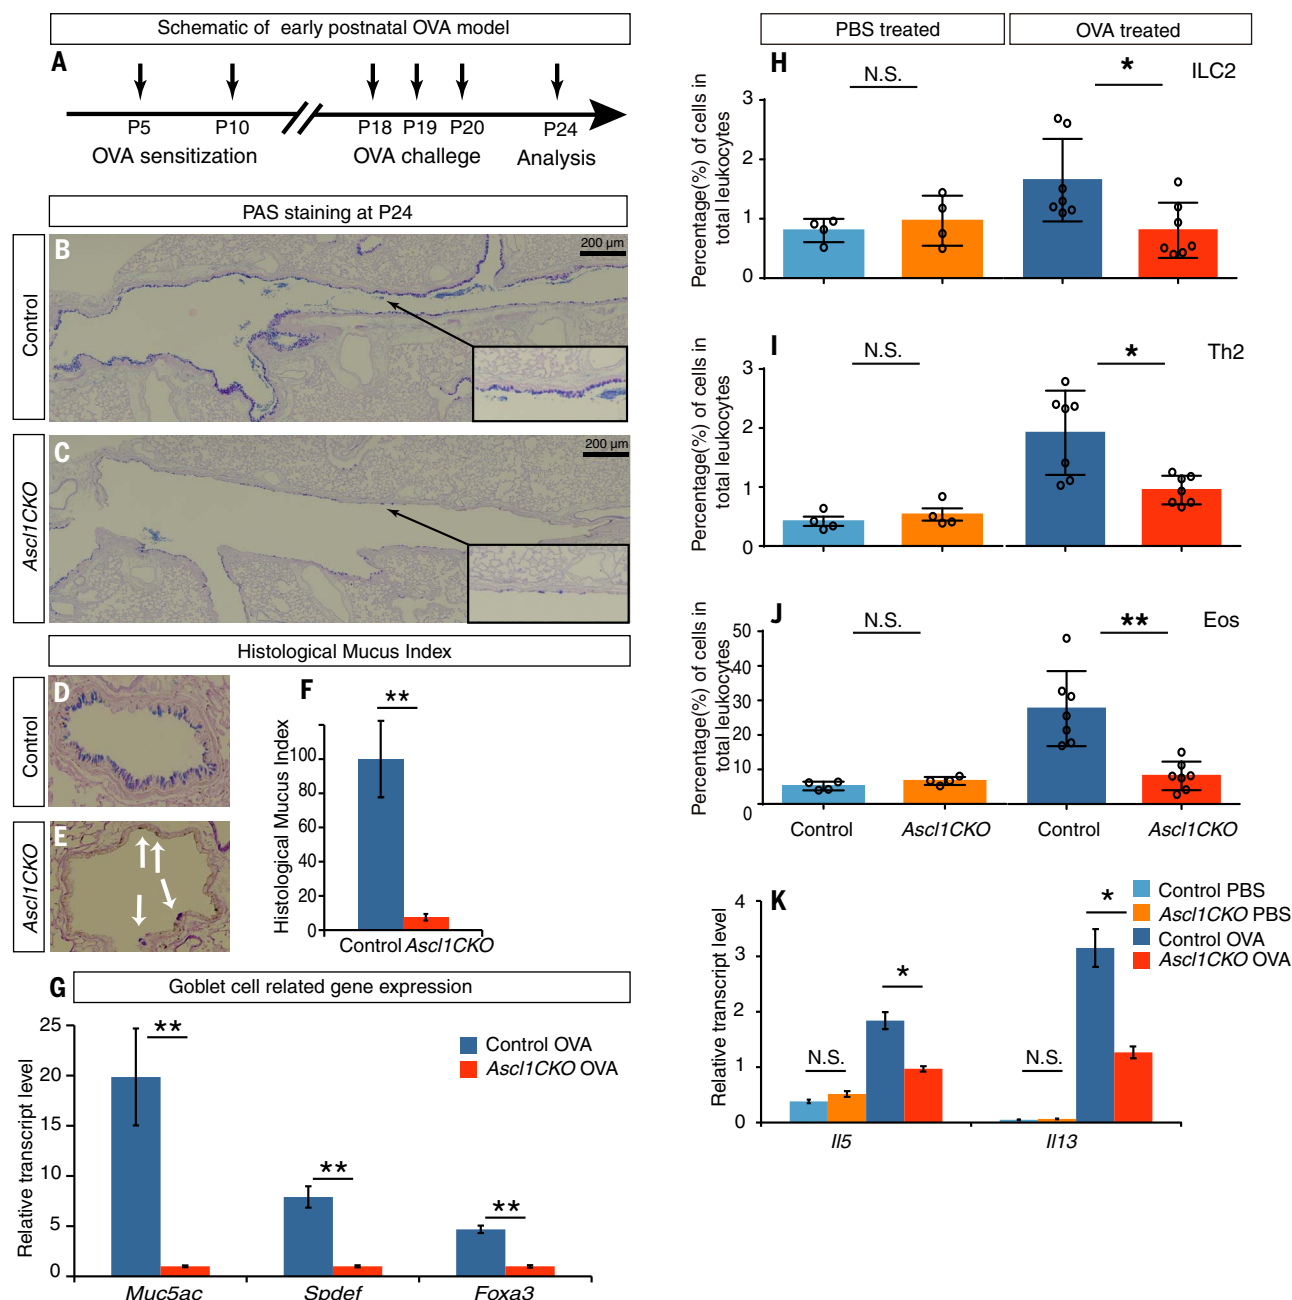 Schematic of early postnatal OVA model
A
P5 P10 P18 P19 P20 P24
OVA sensitization OVA challege Analysis
PAS staining at P24
B
Control
200 µm
C
Ascl1CKO
200 µm
Histological Mucus Index
D
Control
E
Ascl1CKO
F
**
Histological Mucus Index
100
80
60
40
20
0
Control Ascl1CKO
G
Goblet cell related gene expression
Relative transcript level
25
20
15
10
5
0
**
**
**
Control OVA
Ascl1CKO OVA
Muc5ac Spdef Foxa3
PBS treated OVA treated
H
N.S. * ILC2
Percentage(%) of cells in
total leukocytes
3
2
1
0
I
N.S. * Th2
Percentage(%) of cells in
total leukocytes
3
2
1
0
J
N.S. ** Eos
Percentage(%) of cells in
total leukocytes
50
40
30
20
10
0
Control Ascl1CKO Control Ascl1CKO
K
Relative transcript level
4
3
2
1
0
N.S. * N.S. *
Control PBS
Ascl1CKO PBS
Control OVA
Ascl1CKO OVA
Il5 Il13